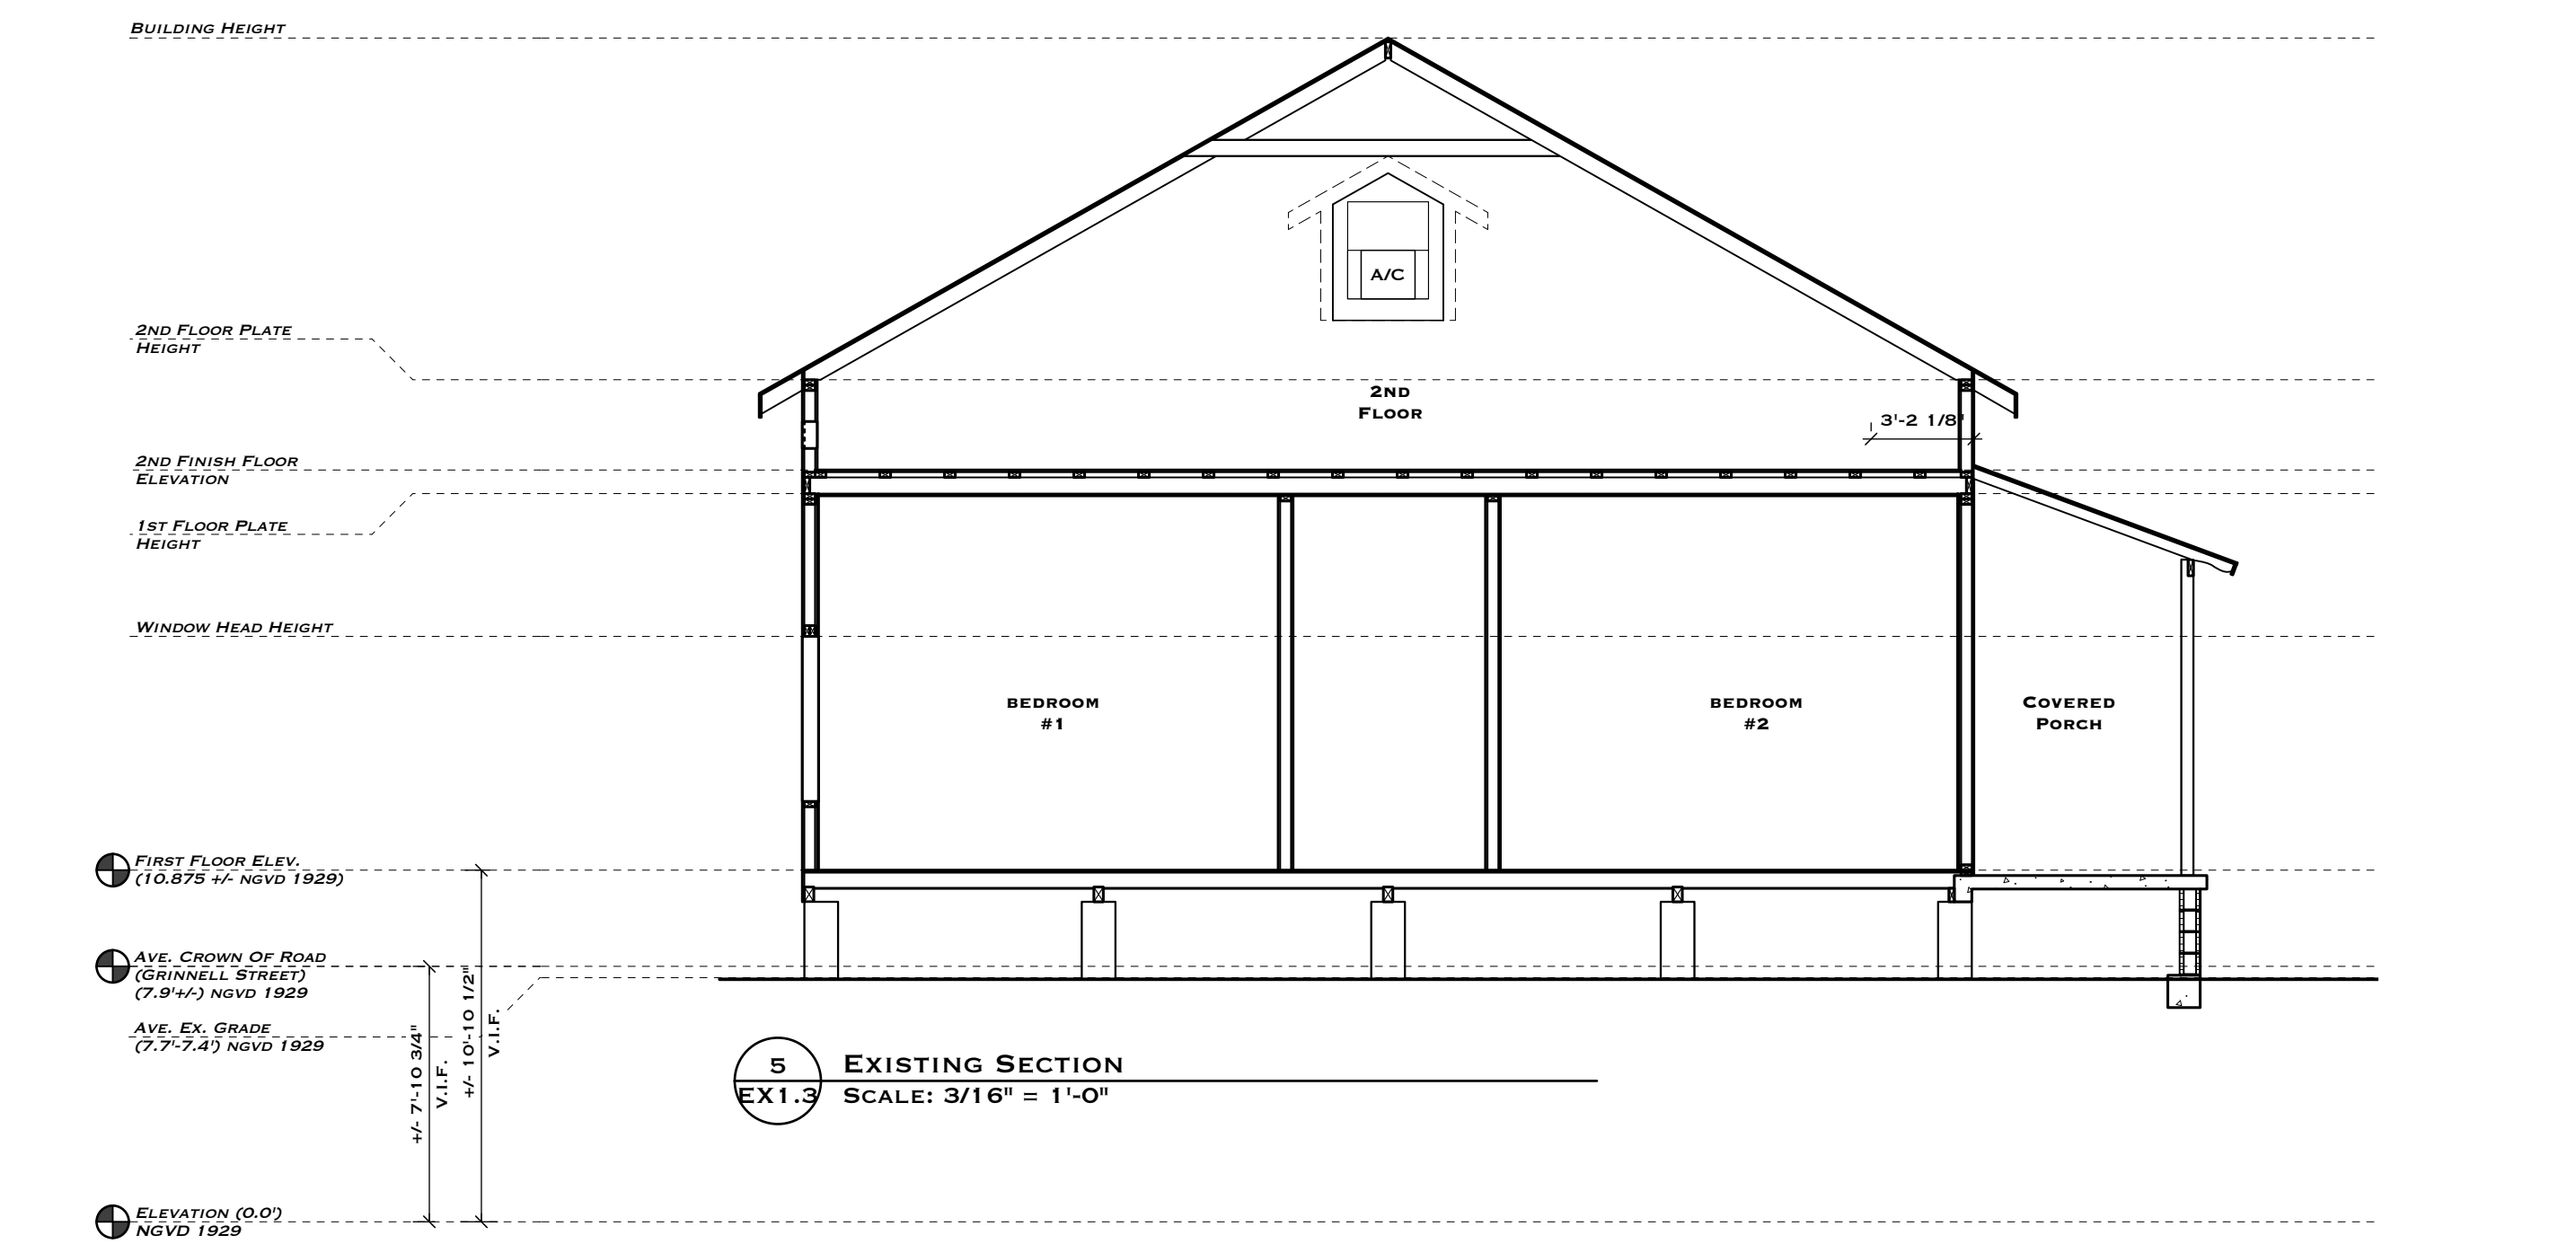 Building Height
2nd Floor Plate
Height
A/C
2nd
Floor
3'-2 1/8"
2nd Finish Floor
Elevation
1st Floor Plate
Height
Window Head Height
Bedroom
#1
Bedroom
#2
Covered
Porch
First Floor Elev.
(10.875 +/- NGVD 1929)
Ave. Crown Of Road
(Grinnell Street)
(7.9'+/-) NGVD 1929
Ave. Ex. Grade
(7.7'-7.4') NGVD 1929
+/- 7'-10 3/4"
V.I.F.
+/- 10'-10 1/2"
V.I.F.
5
EX1.3
Existing Section
Scale: 3/16" = 1'-0"
Elevation (0.0')
NGVD 1929